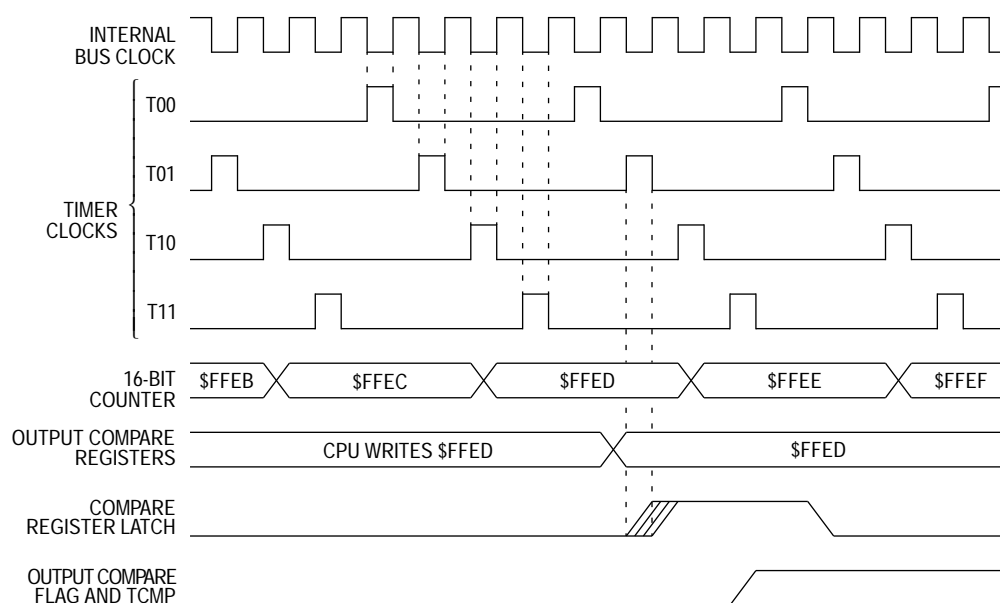 INTERNAL
BUS CLOCK
T00
T01
TIMER
CLOCKS
T10
T11
16-BIT
COUNTER
$FFEB $FFEC $FFED $FFEE $FFEF
OUTPUT COMPARE
REGISTERS
CPU WRITES $FFED $FFED
COMPARE
REGISTER LATCH
OUTPUT COMPARE
FLAG AND TCMP